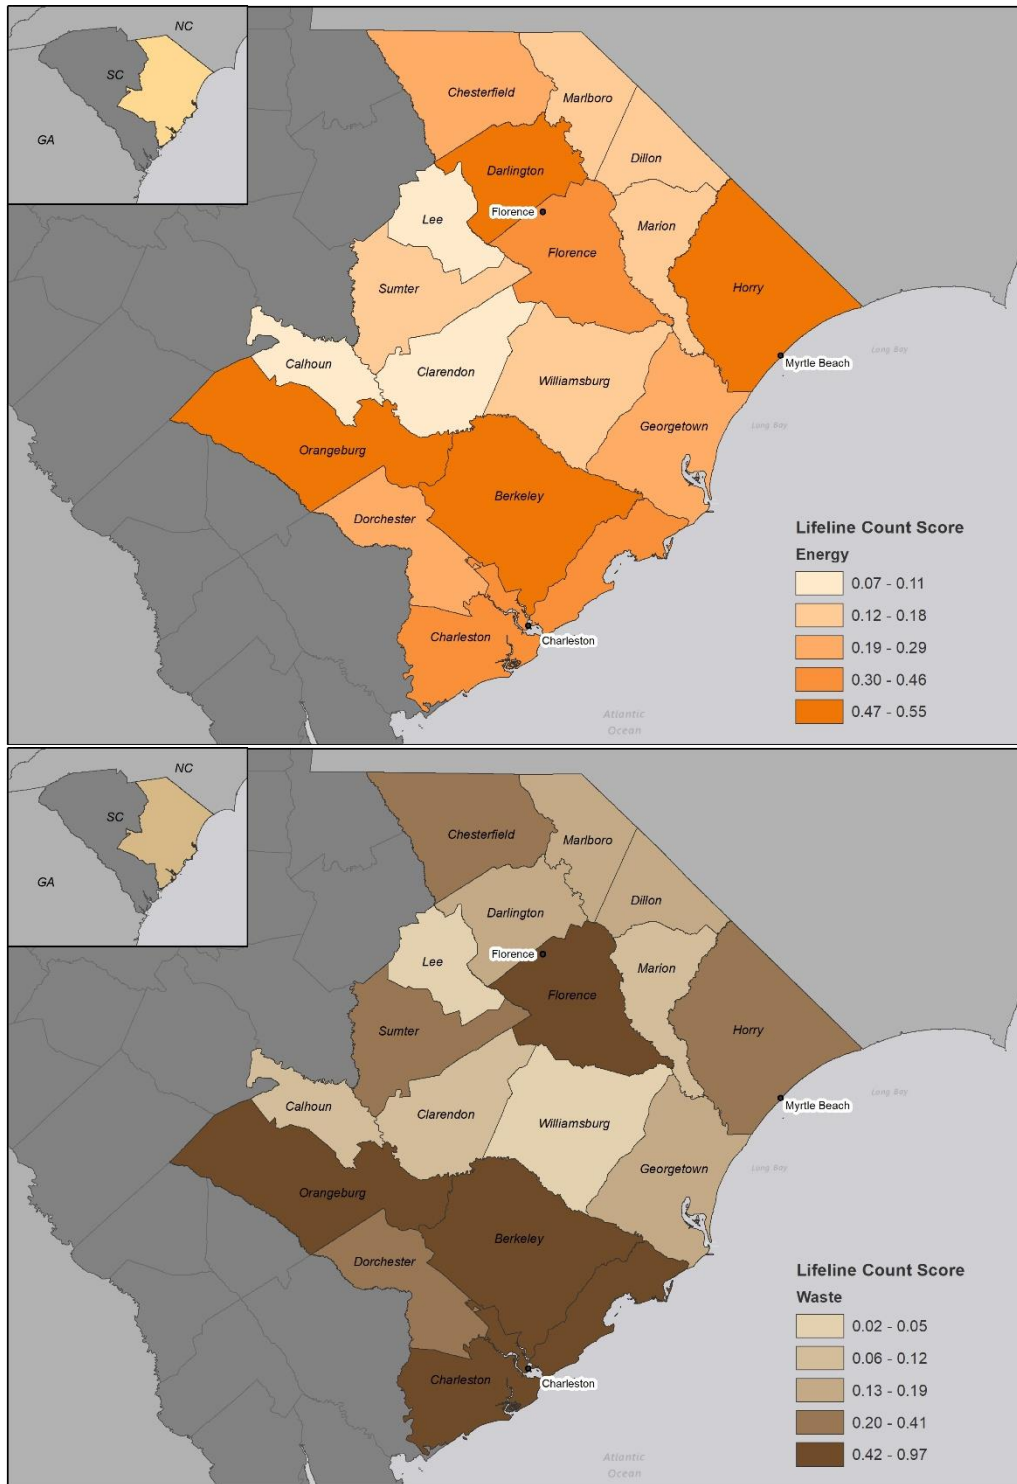 NC
SC
GA
Chesterfield
Marlboro
Dillon
Darlington
Florence
Lee
Marion
Florence
Horry
Sumter
Long Bay
Myrtle Beach
Calhoun
Clarendon
Williamsburg
Georgetown
Long Bay
Orangeburg
Berkeley
Dorchester
Charleston
Charleston
Atlantic
Ocean
Lifeline Count Score
Energy
0.07 - 0.11
0.12 - 0.18
0.19 - 0.29
0.30 - 0.46
0.47 - 0.55
NC
SC
GA
Chesterfield
Marlboro
Dillon
Darlington
Florence
Lee
Marion
Florence
Horry
Sumter
Long Bay
Myrtle Beach
Calhoun
Clarendon
Williamsburg
Georgetown
Long Bay
Orangeburg
Berkeley
Dorchester
Charleston
Charleston
Atlantic
Ocean
Lifeline Count Score
Waste
0.02 - 0.05
0.06 - 0.12
0.13 - 0.19
0.20 - 0.41
0.42 - 0.97